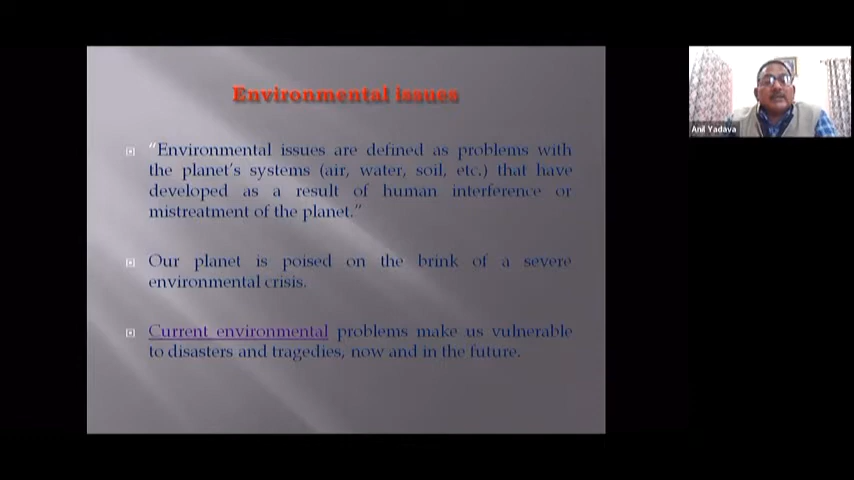 Environmental issues
“Environmental issues are defined as problems with
the planet’s systems (air, water, soil, etc.) that have
developed as a result of human interference or
mistreatment of the planet.”
Our planet is poised on the brink of a severe
environmental crisis.
Current environmental problems make us vulnerable
to disasters and tragedies, now and in the future.
Anil Yadava